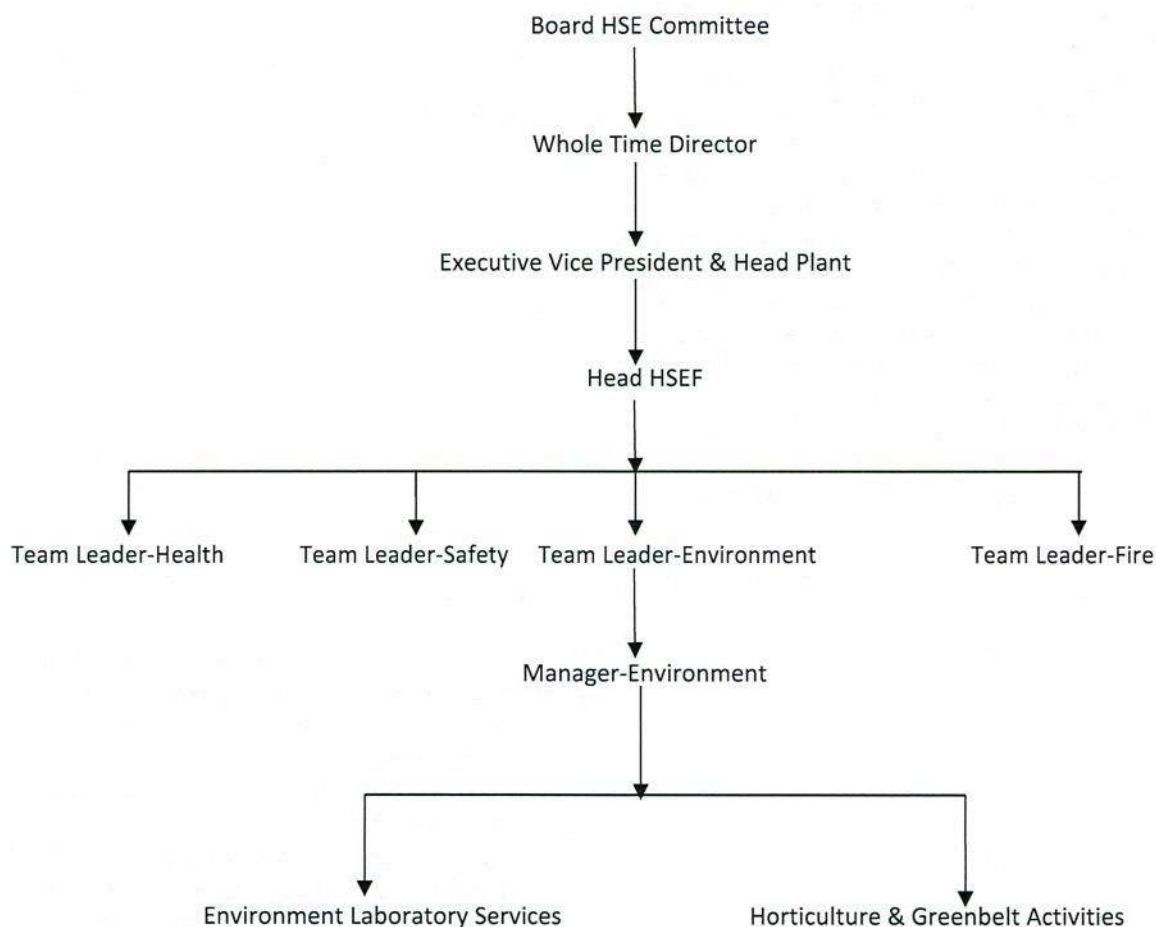 Board HSE Committee
Whole Time Director
Executive Vice President & Head Plant
Head HSEF
Team Leader-Health
Team Leader-Safety
Team Leader-Environment
Team Leader-Fire
Manager-Environment
Environment Laboratory Services
Horticulture & Greenbelt Activities